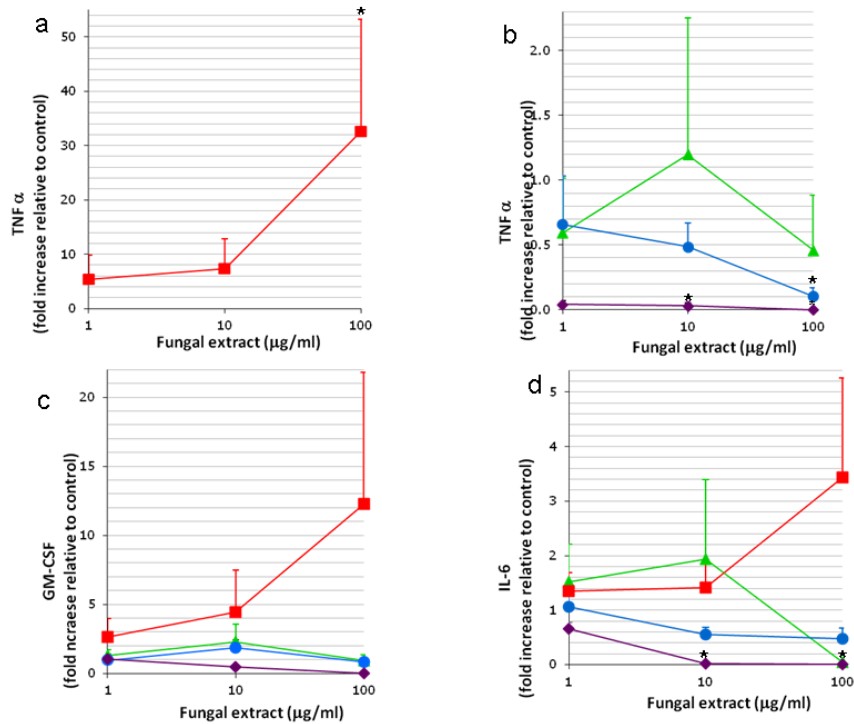 a
50
40
30
20
10
0
TNF α
(fold increase relative to control)
*
1 10 100
Fungal extract (µg/ml)
b
2.0
1.5
1.0
0.5
0.0
TNF α
(fold increase relative to control)
*
*
1 10 100
Fungal extract (µg/ml)
c
20
15
10
5
0
GM-CSF
(fold ncraese relative to control)
1 10 100
Fungal extract (µg/ml)
d
5
4
3
2
1
0
IL-6
(fold increase relative to control)
*
*
1 10 100
Fungal extract (µg/ml)